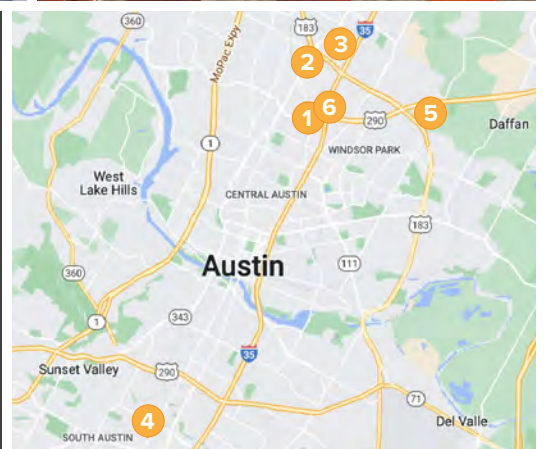 360
183
35
3
2
MoPac Expy
6
1
5
290
Daffan
1
WINDSOR PARK
West
Lake Hills
CENTRAL AUSTIN
183
Austin
111
360
343
1
35
Sunset Valley
290
71
4
Del Valle
SOUTH AUSTIN